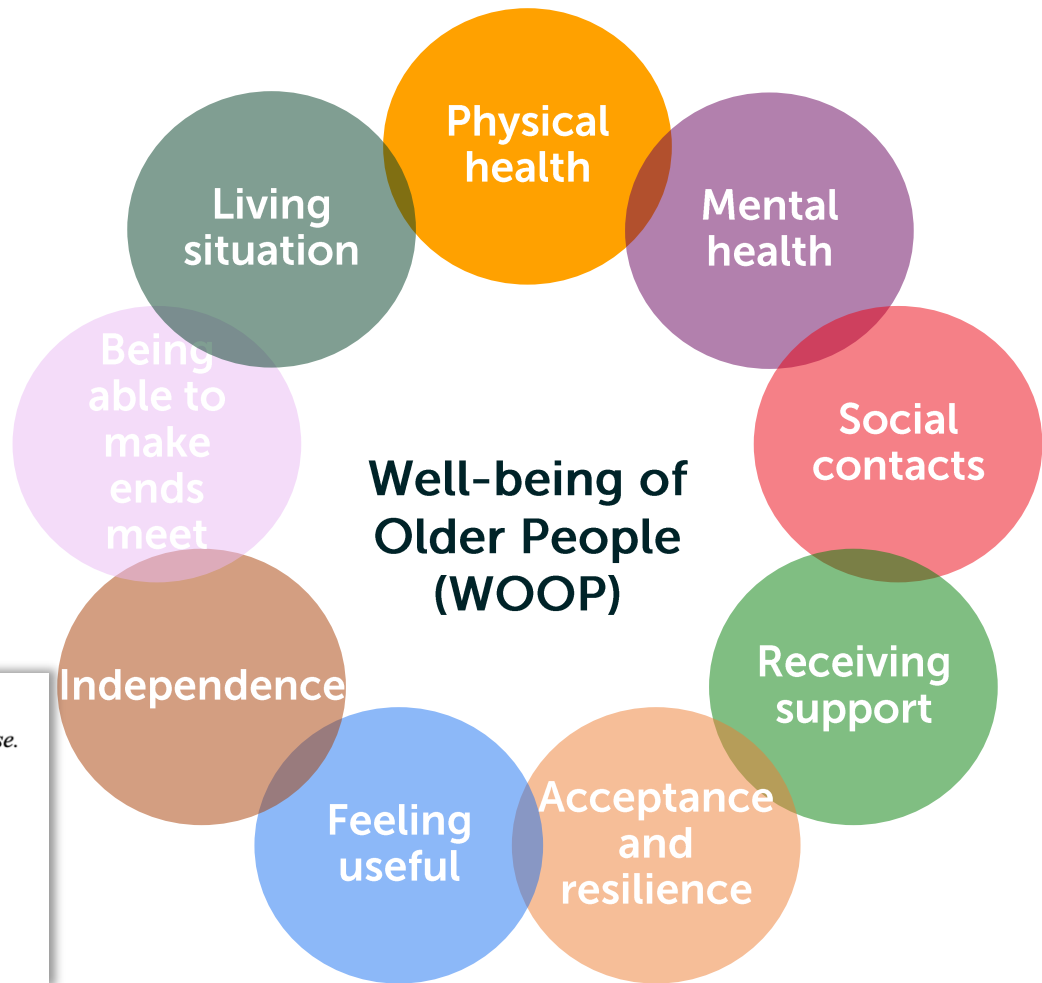 Physical
health
Mental
health
Social
contacts
Receiving
support
Acceptance
and
resilience
Feeling
useful
Independence
Being
able to
make
ends
meet
Living
situation
Well-being of
Older People
(WOOP)